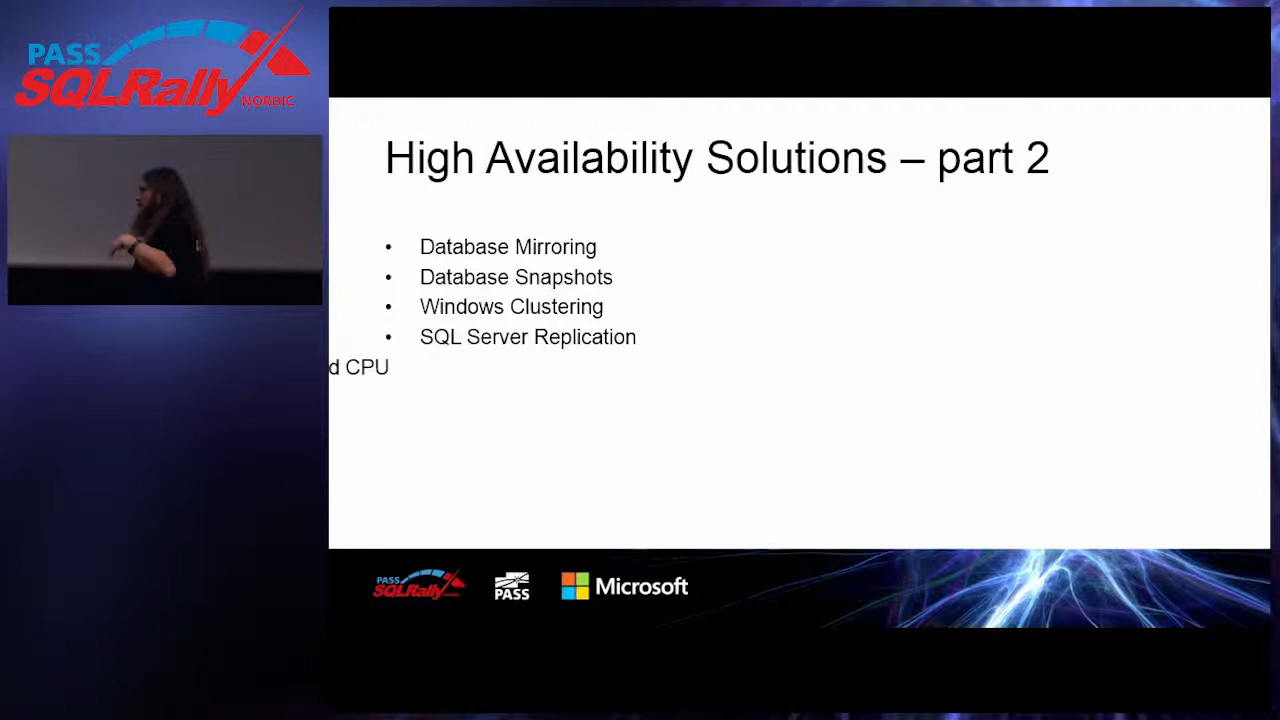 PASS
SQLRally
NORDIC
High Availability Solutions – part 2
• Database Mirroring
• Database Snapshots
• Windows Clustering
• SQL Server Replication
d CPU
PASS
SQLRally
PASS
Microsoft